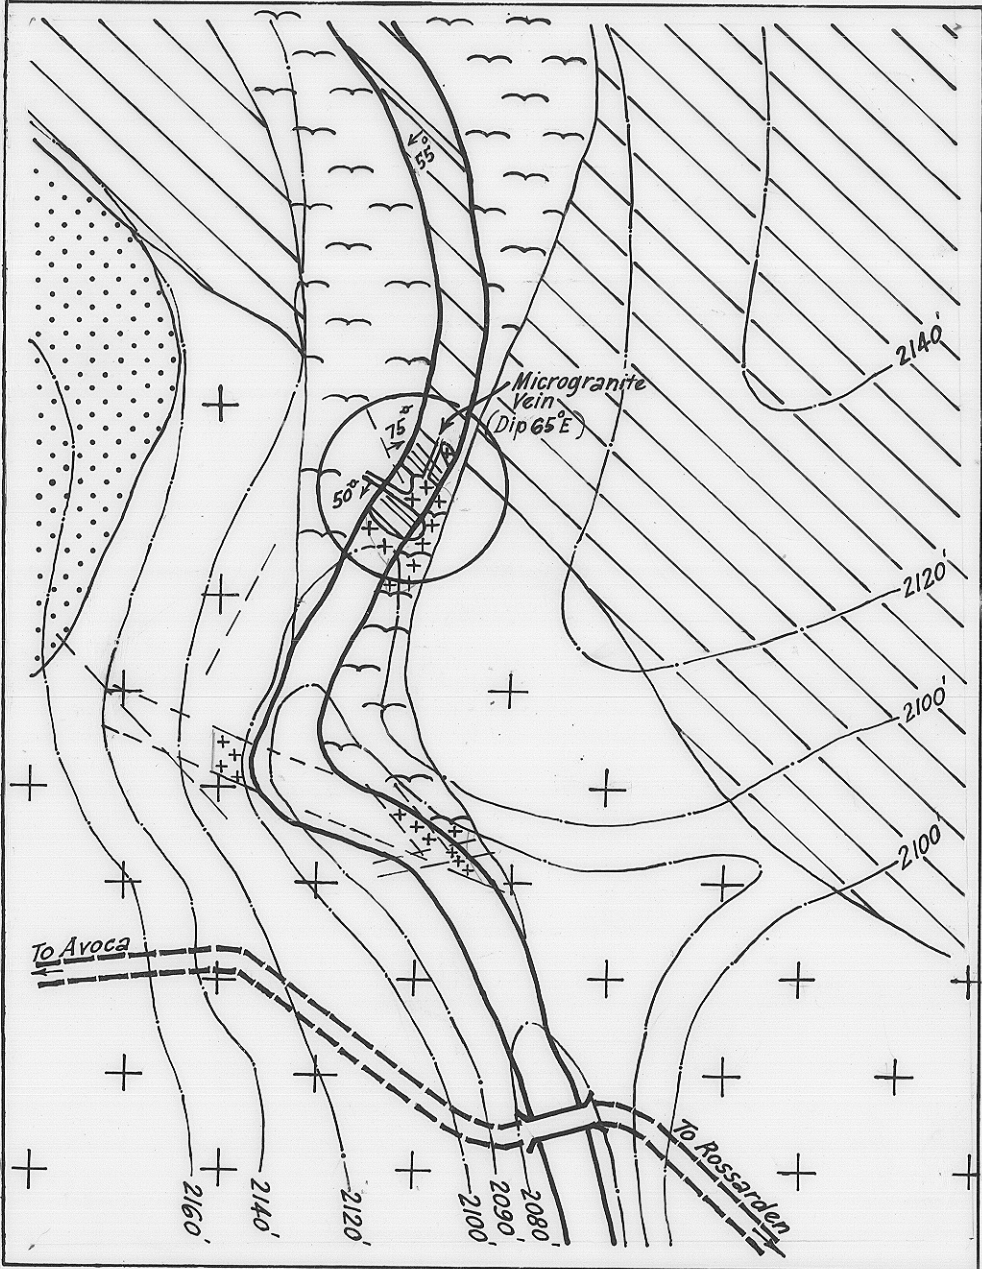 55°
2140'
Microgranite
Vein
(Dip 65°E)
75°
50°
2120'
2100'
2100'
To Avoca
To Rossarden
2160'
2140'
2120'
2100'
2090'
2080'